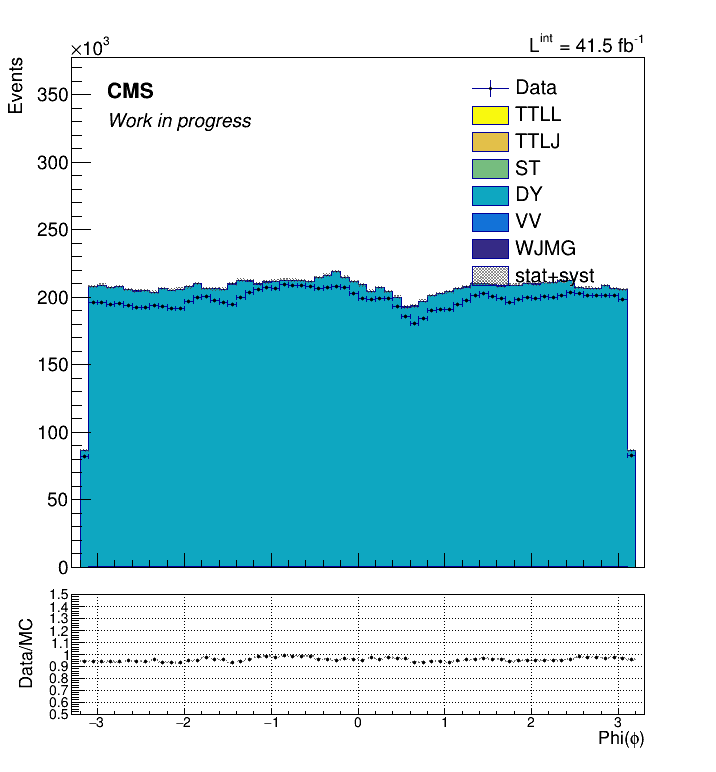 ×10³
L^int = 41.5 fb⁻¹
Events
CMS
Work in progress
Data
TTLL
TTLJ
ST
DY
VV
WJMG
stat+syst
350
300
250
200
150
100
50
0
Data/MC
1.5
1.4
1.3
1.2
1.1
1
0.9
0.8
0.7
0.6
0.5
−3 −2 −1 0 1 2 3
Phi(ϕ)